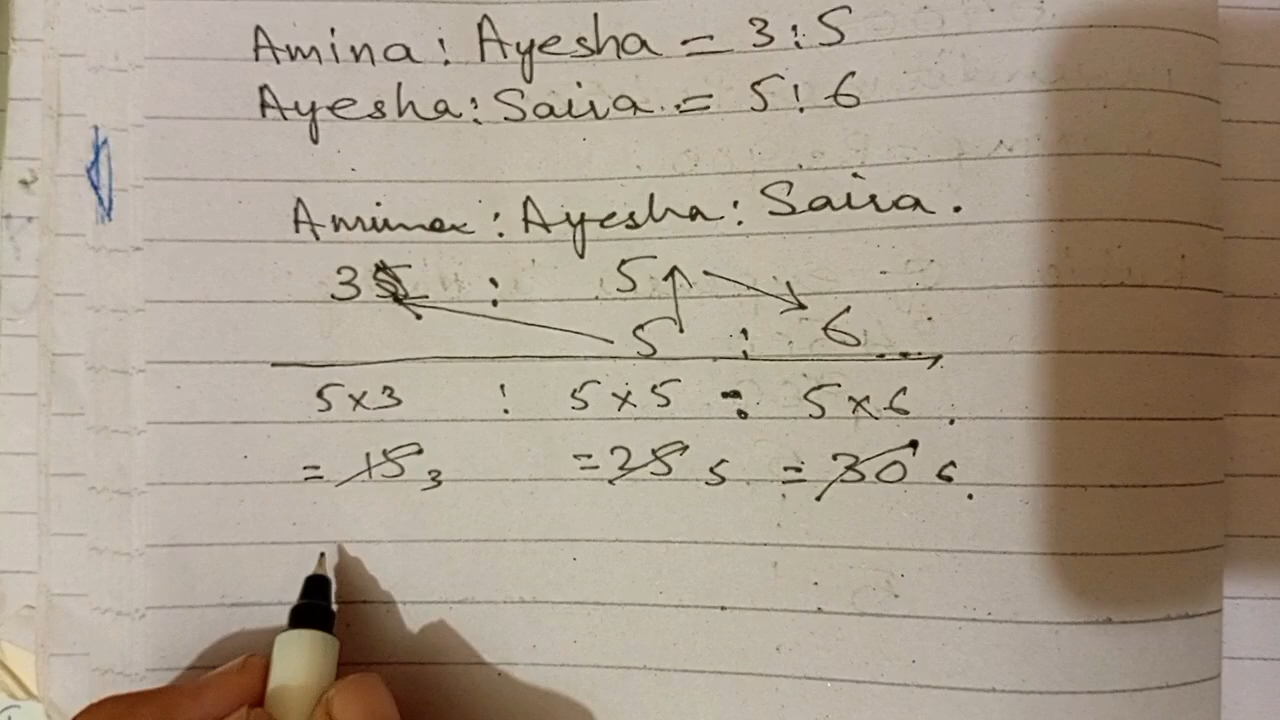 Amina : Ayesha = 3 : 5
Ayesha : Saira = 5 : 6
Amina : Ayesha : Saira.
3 : 5
5 : 6
5x3 : 5x5 : 5x6.
= 15 3 = 25 5 = 30 6.